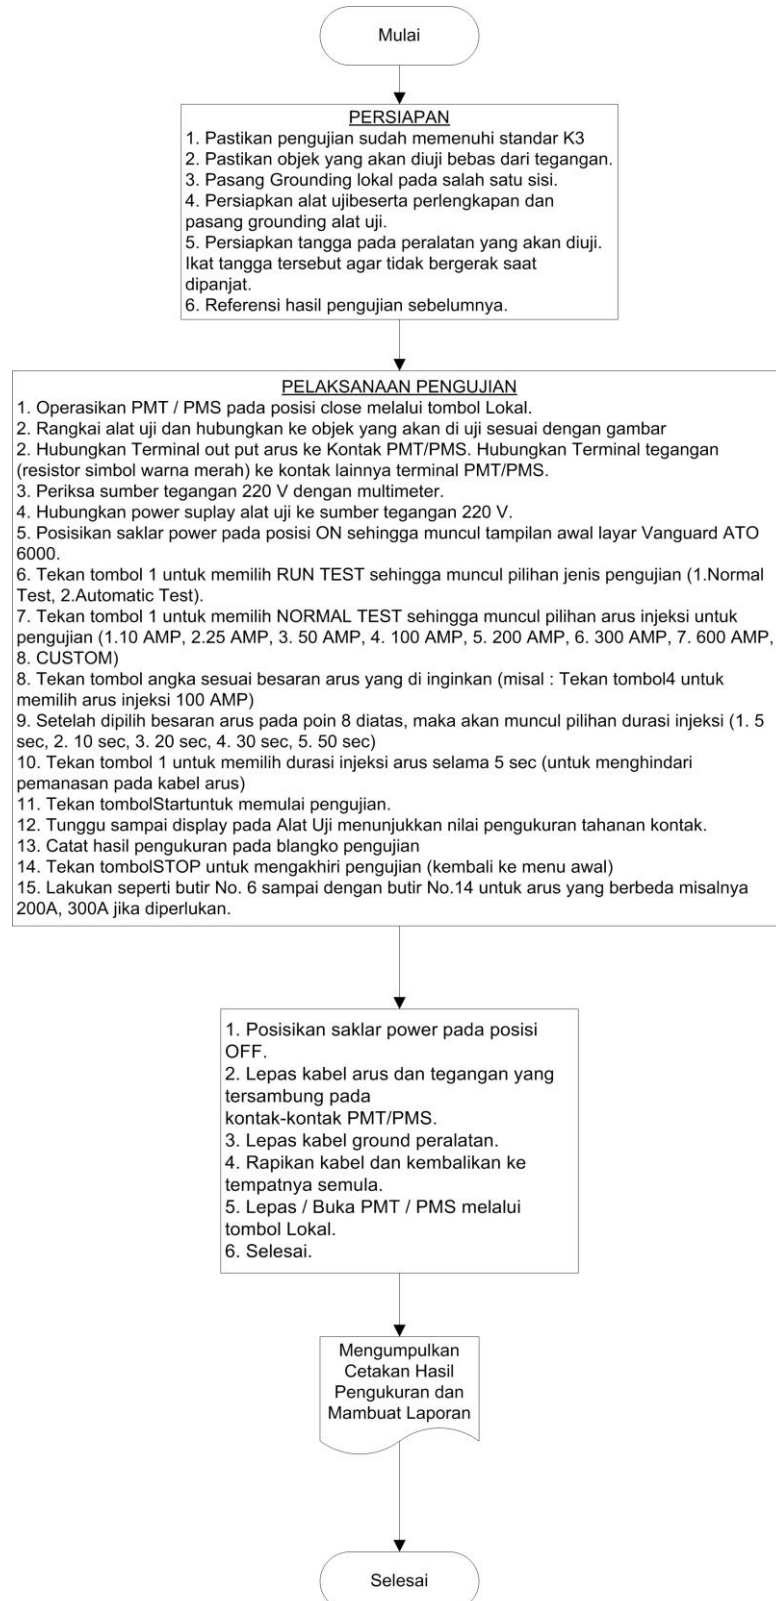 Mulai
PERSIAPAN
1. Pastikan pengujian sudah memenuhi standar K3
2. Pastikan objek yang akan diuji bebas dari tegangan.
3. Pasang Grounding lokal pada salah satu sisi.
4. Persiapkan alat ujibeserta perlengkapan dan
pasang grounding alat uji.
5. Persiapkan tangga pada peralatan yang akan diuji.
Ikat tangga tersebut agar tidak bergerak saat
dipanjat.
6. Referensi hasil pengujian sebelumnya.
PELAKSANAAN PENGUJIAN
1. Operasikan PMT / PMS pada posisi close melalui tombol Lokal.
2. Rangkai alat uji dan hubungkan ke objek yang akan di uji sesuai dengan gambar
2. Hubungkan Terminal out put arus ke Kontak PMT/PMS. Hubungkan Terminal tegangan
(resistor simbol warna merah) ke kontak lainnya terminal PMT/PMS.
3. Periksa sumber tegangan 220 V dengan multimeter.
4. Hubungkan power suplay alat uji ke sumber tegangan 220 V.
5. Posisikan saklar power pada posisi ON sehingga muncul tampilan awal layar Vanguard ATO
6000.
6. Tekan tombol 1 untuk memilih RUN TEST sehingga muncul pilihan jenis pengujian (1.Normal
Test, 2.Automatic Test).
7. Tekan tombol 1 untuk memilih NORMAL TEST sehingga muncul pilihan arus injeksi untuk
pengujian (1.10 AMP, 2.25 AMP, 3. 50 AMP, 4. 100 AMP, 5. 200 AMP, 6. 300 AMP, 7. 600 AMP,
8. CUSTOM)
8. Tekan tombol angka sesuai besaran arus yang di inginkan (misal : Tekan tombol4 untuk
memilih arus injeksi 100 AMP)
9. Setelah dipilih besaran arus pada poin 8 diatas, maka akan muncul pilihan durasi injeksi (1. 5
sec, 2. 10 sec, 3. 20 sec, 4. 30 sec, 5. 50 sec)
10. Tekan tombol 1 untuk memilih durasi injeksi arus selama 5 sec (untuk menghindari
pemanasan pada kabel arus)
11. Tekan tombolStartuntuk memulai pengujian.
12. Tunggu sampai display pada Alat Uji menunjukkan nilai pengukuran tahanan kontak.
13. Catat hasil pengukuran pada blangko pengujian
14. Tekan tombolSTOP untuk mengakhiri pengujian (kembali ke menu awal)
15. Lakukan seperti butir No. 6 sampai dengan butir No.14 untuk arus yang berbeda misalnya
200A, 300A jika diperlukan.
1. Posisikan saklar power pada posisi
OFF.
2. Lepas kabel arus dan tegangan yang
tersambung pada
kontak-kontak PMT/PMS.
3. Lepas kabel ground peralatan.
4. Rapikan kabel dan kembalikan ke
tempatnya semula.
5. Lepas / Buka PMT / PMS melalui
tombol Lokal.
6. Selesai.
Mengumpulkan
Cetakan Hasil
Pengukuran dan
Mambuat Laporan
Selesai